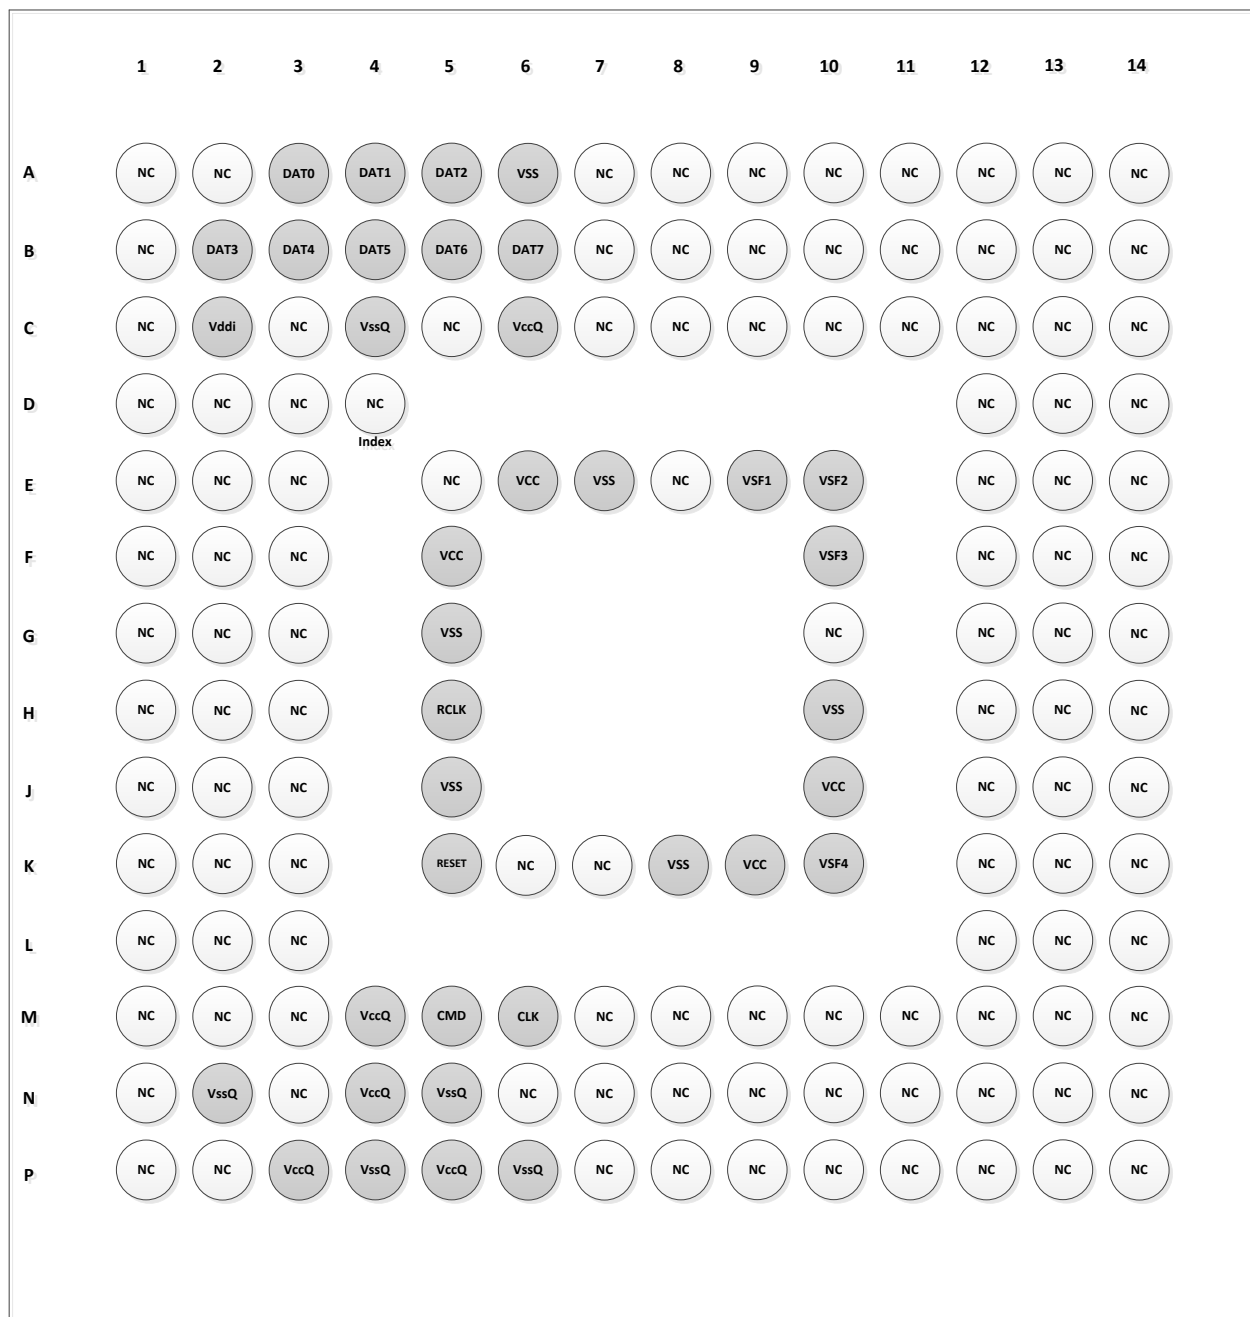 1 2 3 4 5 6 7 8 9 10 11 12 13 14
A NC NC DAT0 DAT1 DAT2 VSS NC NC NC NC NC NC NC NC
B NC DAT3 DAT4 DAT5 DAT6 DAT7 NC NC NC NC NC NC NC NC
C NC Vddi NC VssQ NC VccQ NC NC NC NC NC NC NC NC
D NC NC NC NC NC NC NC
Index
E NC NC NC NC VCC VSS NC VSF1 VSF2 NC NC NC
F NC NC NC VCC VSF3 NC NC NC
G NC NC NC VSS NC NC NC NC
H NC NC NC RCLK VSS NC NC NC
J NC NC NC VSS VCC NC NC NC
K NC NC NC RESET NC NC VSS VCC VSF4 NC NC NC
L NC NC NC NC NC NC
M NC NC NC VccQ CMD CLK NC NC NC NC NC NC NC NC
N NC VssQ NC VccQ VssQ NC NC NC NC NC NC NC NC NC
P NC NC VccQ VssQ VccQ VssQ NC NC NC NC NC NC NC NC